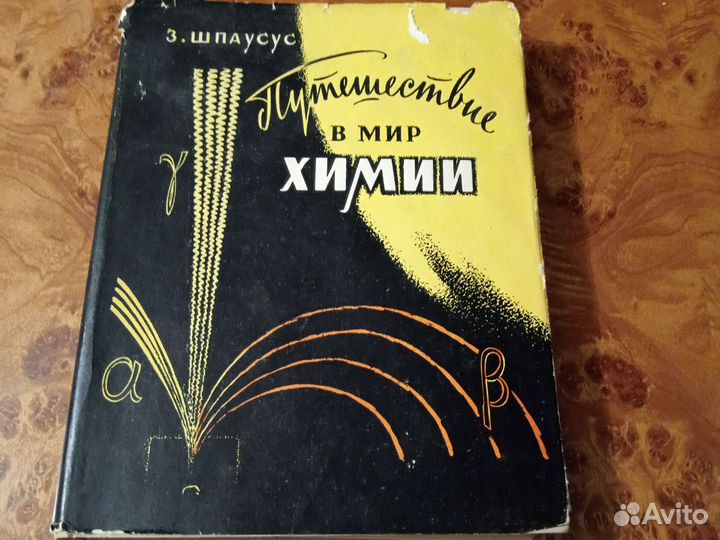 З. ШПАУСУС
Путешествие
В МИР
ХИМИИ
γ
α
β
Avito